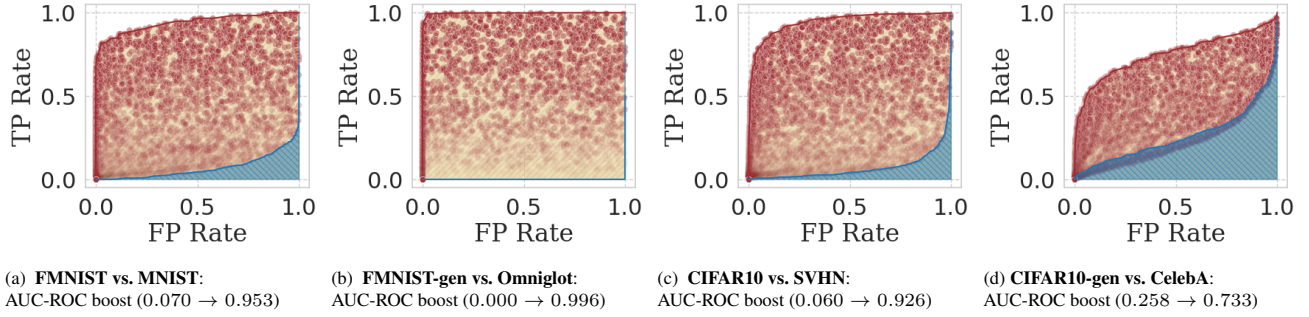 1.0
0.5
0.0
TP Rate
0.0
0.5
1.0
FP Rate
1.0
0.5
0.0
TP Rate
0.0
0.5
1.0
FP Rate
1.0
0.5
0.0
TP Rate
0.0
0.5
1.0
FP Rate
1.0
0.5
0.0
TP Rate
0.0
0.5
1.0
FP Rate
(a) FMNIST vs. MNIST:
AUC-ROC boost (0.070 → 0.953)
(b) FMNIST-gen vs. Omniglot:
AUC-ROC boost (0.000 → 0.996)
(c) CIFAR10 vs. SVHN:
AUC-ROC boost (0.060 → 0.926)
(d) CIFAR10-gen vs. CelebA:
AUC-ROC boost (0.258 → 0.733)